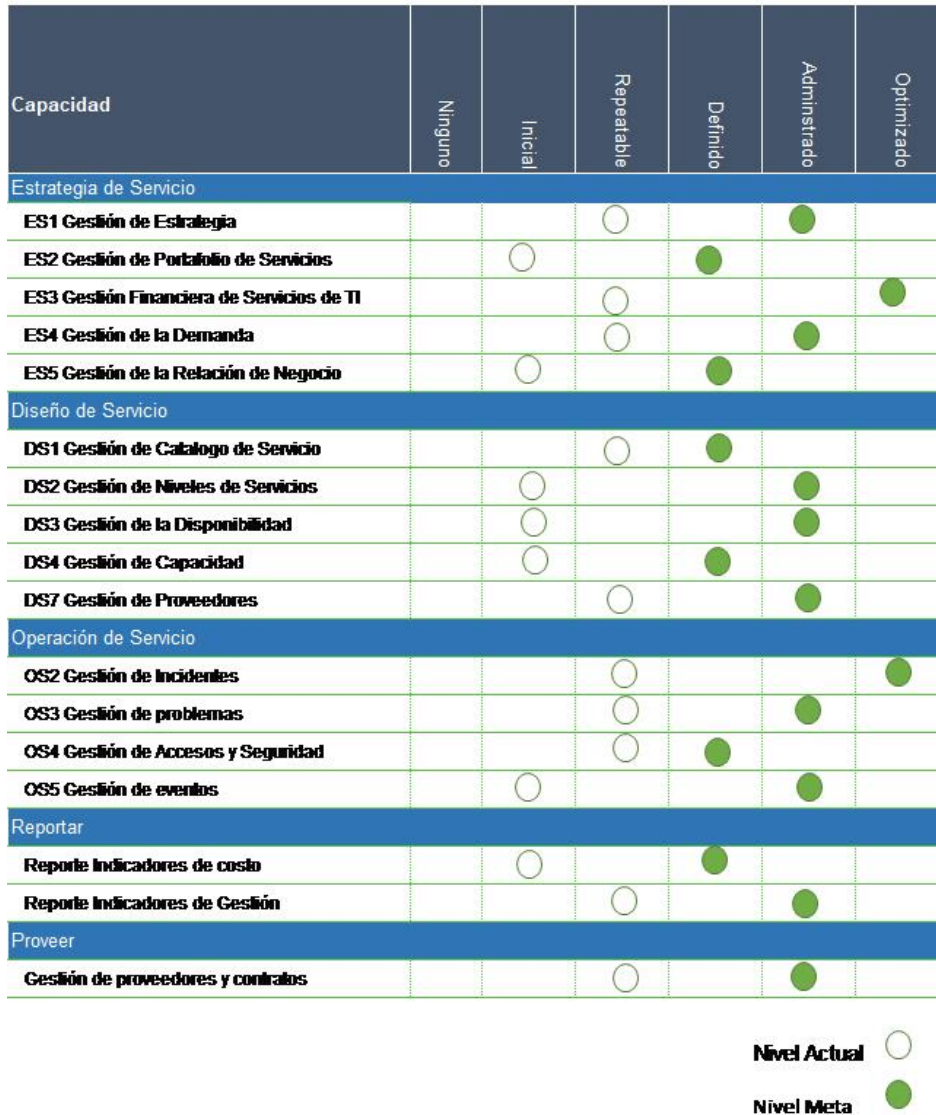 Capacidad
Ninguno
Inicial
Repeatable
Definido
Adminstrado
Optimizado
Estrategia de Servicio
ES1 Gestión de Estrategia
ES2 Gestión de Portafolio de Servicios
ES3 Gestión Financiera de Servicios de TI
ES4 Gestión de la Demanda
ES5 Gestión de la Relación de Negocio
Diseño de Servicio
DS1 Gestión de Catalogo de Servicio
DS2 Gestión de Niveles de Servicios
DS3 Gestión de la Disponibilidad
DS4 Gestión de Capacidad
DS7 Gestión de Proveedores
Operación de Servicio
OS2 Gestión de Incidentes
OS3 Gestión de problemas
OS4 Gestión de Accesos y Seguridad
OS5 Gestión de eventos
Reportar
Reporte Indicadores de costo
Reporte Indicadores de Gestión
Proveer
Gestión de proveedores y contratos
Nivel Actual
Nivel Meta